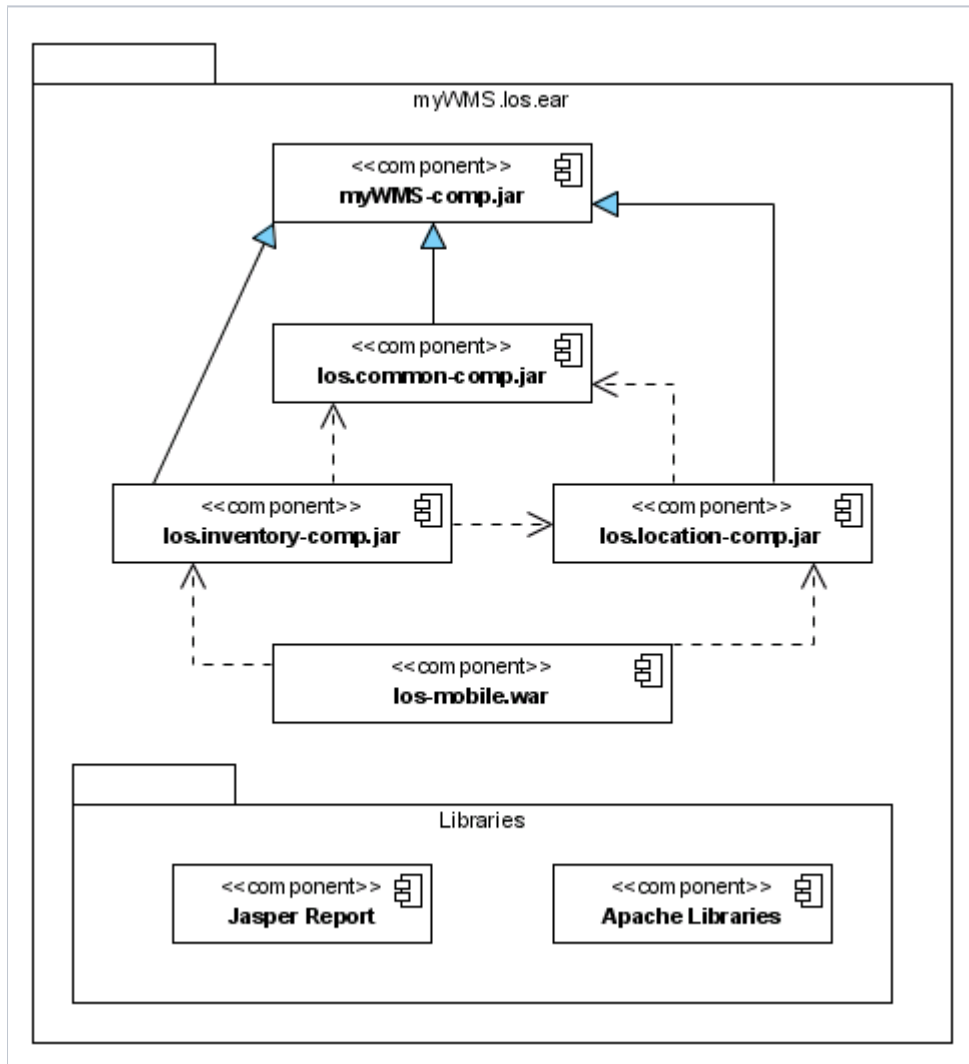 myWMS.los.ear
<<component>>
myWMS-comp.jar
<<component>>
los.common-comp.jar
<<component>>
los.inventory-comp.jar
<<component>>
los.location-comp.jar
<<component>>
los-mobile.war
Libraries
<<component>>
Jasper Report
<<component>>
Apache Libraries